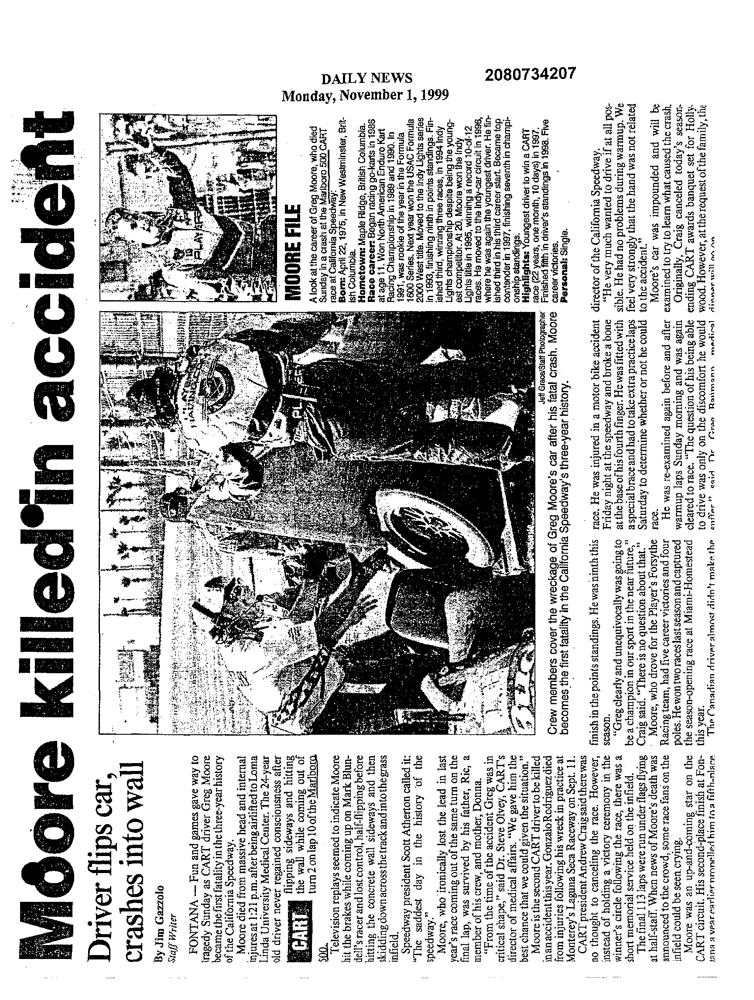 DAILY NEWS
Monday, November 1, 1999
2080734207
Moore killed in accident
Driver flips car,
crashes into wall
By Jim Gazzolo
Staff Writer
FONTANA — Fun and games gave way to
tragedy Sunday as CART driver Greg Moore
became the first fatality in the three-year history
of the California Speedway.
Moore died from massive head and internal
injuries at 1:21 p.m. after being airlifted to Loma
Linda University Medical Center. The 24-year
old driver never regained consciousness after
CART
flipping sideways and hitting
the wall while coming out of
turn 2 on lap 10 of the Marlboro
500.
Television replays seemed to indicate Moore
hit the brakes while coming up on Mark Blun-
dell's racer and lost control, half-flipping before
hitting the concrete wall sideways and then
skidding down across the track and into the grass
infield.
Speedway president Scott Atherton called it:
"The saddest day in the history of the
speedway."
Moore, who ironically lost the lead in last
year's race coming out of the same turn on the
final lap, was survived by his father, Ric, a
member of his crew, and mother, Donna.
"From the time of the accident Greg was in
critical shape," said Dr. Steve Olvey, CART's
director of medical affairs. "We gave him the
best chance that we could given the situation."
Moore is the second CART driver to be killed
in an accident this year. Gonzalo Rodriguez died
from injuries following his wreck in practice at
Monterey's Laguna Seca Raceway on Sept. 11.
CART president Andrew Craig said there was
no thought to canceling the race. However,
instead of holding a victory ceremony in the
winner's circle following the race, there was a
short memorial service held on the infield.
The final 113 laps were run under flags flying
at half-staff. When news of Moore's death was
announced to the crowd, some race fans on the
infield could be seen crying.
Moore was an up-and-coming star on the
CART circuit. His second-place finish at Fon-
tana a year earlier propelled him to a fifth-place
Jeff Grace/Staff Photographer
Crew members cover the wreckage of Greg Moore's car after his fatal crash. Moore
becomes the first fatality in the California Speedway's three-year history.
finish in the points standings. He was ninth this
season.
"Greg clearly and unequivocally was going to
be a champion in our sport in the near future,"
Craig said. "There is no question about that."
Moore, who drove for the Player's Forsythe
Racing team, had five career victories and four
poles. He won two races last season and captured
the season-opening race at Miami-Homestead
this year.
The Canadian driver almost didn't make the
race. He was injured in a motor bike accident
Friday night at the speedway and broke a bone
at the base of his fourth finger. He was fitted with
a special brace and had to take extra practice laps
Saturday to determine whether or not he could
race.
He was re-examined again before and after
warmup laps Sunday morning and was again
cleared to race. "The question of his being able
to drive was only on the discomfort he would
suffer," said Dr. Greg medical
director of the California Speedway.
"He very much wanted to drive if at all pos-
sible. He had no problems during warmup. We
feel very strongly that the hand was not related
to the accident."
Moore's car was impounded and will be
examined to try to learn what caused the crash.
Originally, Craig canceled today's season-
ending CART awards banquet set for Holly-
wood. However, at the request of the family, the
dinner will go on
PLAYER'S
MOORE FILE
A look at the career of Greg Moore, who died
Sunday in a crash at the Marlboro 500 CART
race at California Speedway.
Born: April 22, 1975, in New Westminster, Brit-
ish Columbia.
Hometown: Maple Ridge, British Columbia.
Race career: Began racing go-karts in 1986
at age 11. Won North American Enduro Kart
Racing Championship in 1989 and 1990. In
1991, was rookie of the year in the Formula
1600 Series. Next year won the USAC Formula
2000 West title. Moved to the Indy Lights series
in 1993, finishing ninth in points standings. Fin-
ished third, winning three races, in 1994 Indy
Lights championship despite being the young-
est competitor. At 20, Moore won the Indy
Lights title in 1995, winning a record 10-of-12
races. He moved to the Indy-car circuit in 1996,
where he was again the youngest driver. He fin-
ished third in his third career start. Became top
contender in 1997, finishing seventh in champi-
onship standings.
Highlights: Youngest driver to win a CART
race (22 years, one month, 10 days) in 1997.
Finished fifth in driver's standings in 1998. Five
career victories.
Personal: Single.